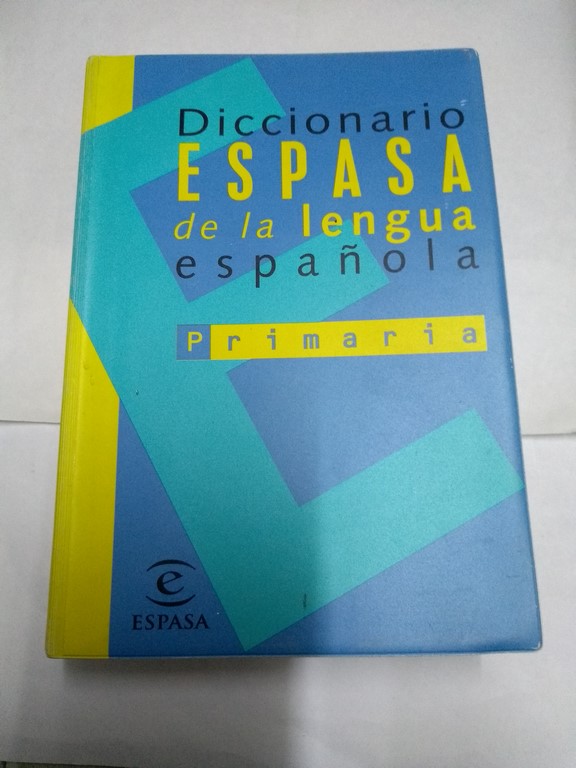 Diccionario
ESPASA
de la lengua
española
Primaria
e
ESPASA